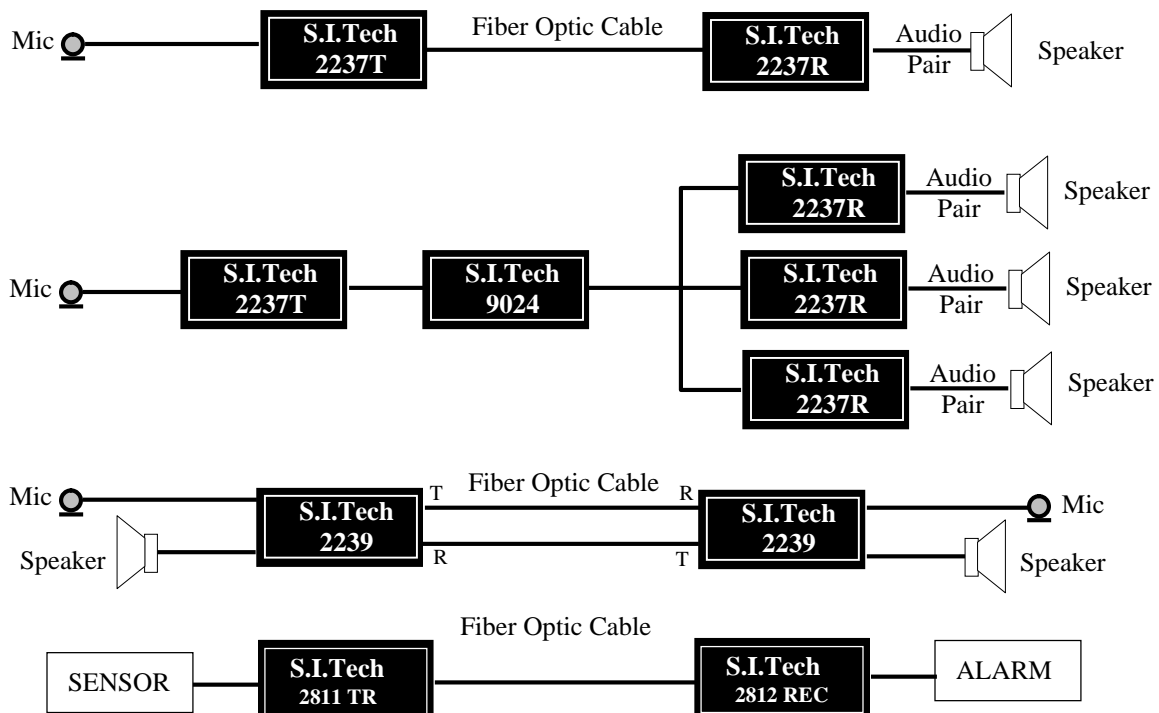 Mic
S.I.Tech
2237T
Fiber Optic Cable
S.I.Tech
2237R
Audio
Pair
Speaker
Mic
S.I.Tech
2237T
S.I.Tech
9024
S.I.Tech
2237R
Audio
Pair
Speaker
S.I.Tech
2237R
Audio
Pair
Speaker
S.I.Tech
2237R
Audio
Pair
Speaker
Mic
Speaker
S.I.Tech
2239
T
R
Fiber Optic Cable
R
T
S.I.Tech
2239
Mic
Speaker
SENSOR
S.I.Tech
2811 TR
Fiber Optic Cable
S.I.Tech
2812 REC
ALARM